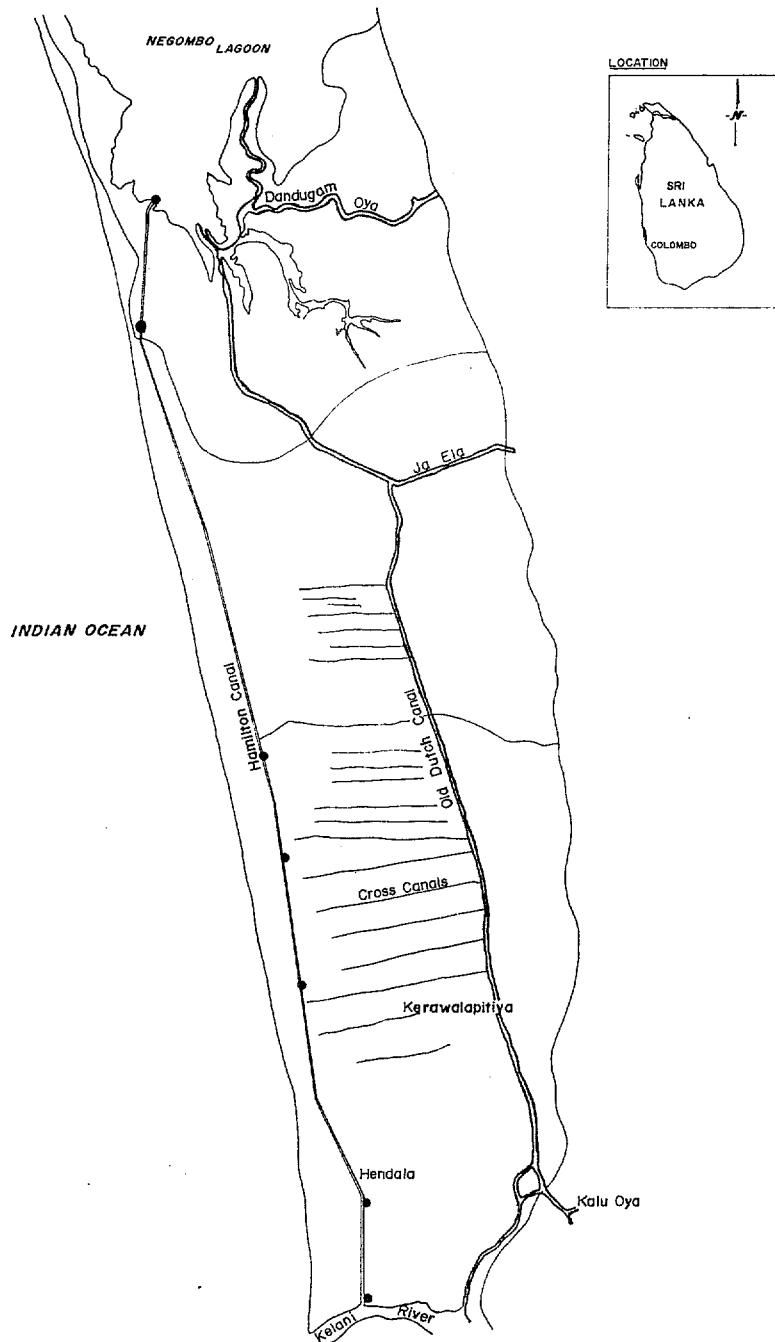 NEGOMBO LAGOON
LOCATION
-N-
SRI
LANKA
COLOMBO
Dandugam Oya
Ja Ela
INDIAN OCEAN
Hamilton Canal
Old Dutch Canal
Cross Canals
Kerawalapitiya
Hendala
Kalu Oya
Kelani River